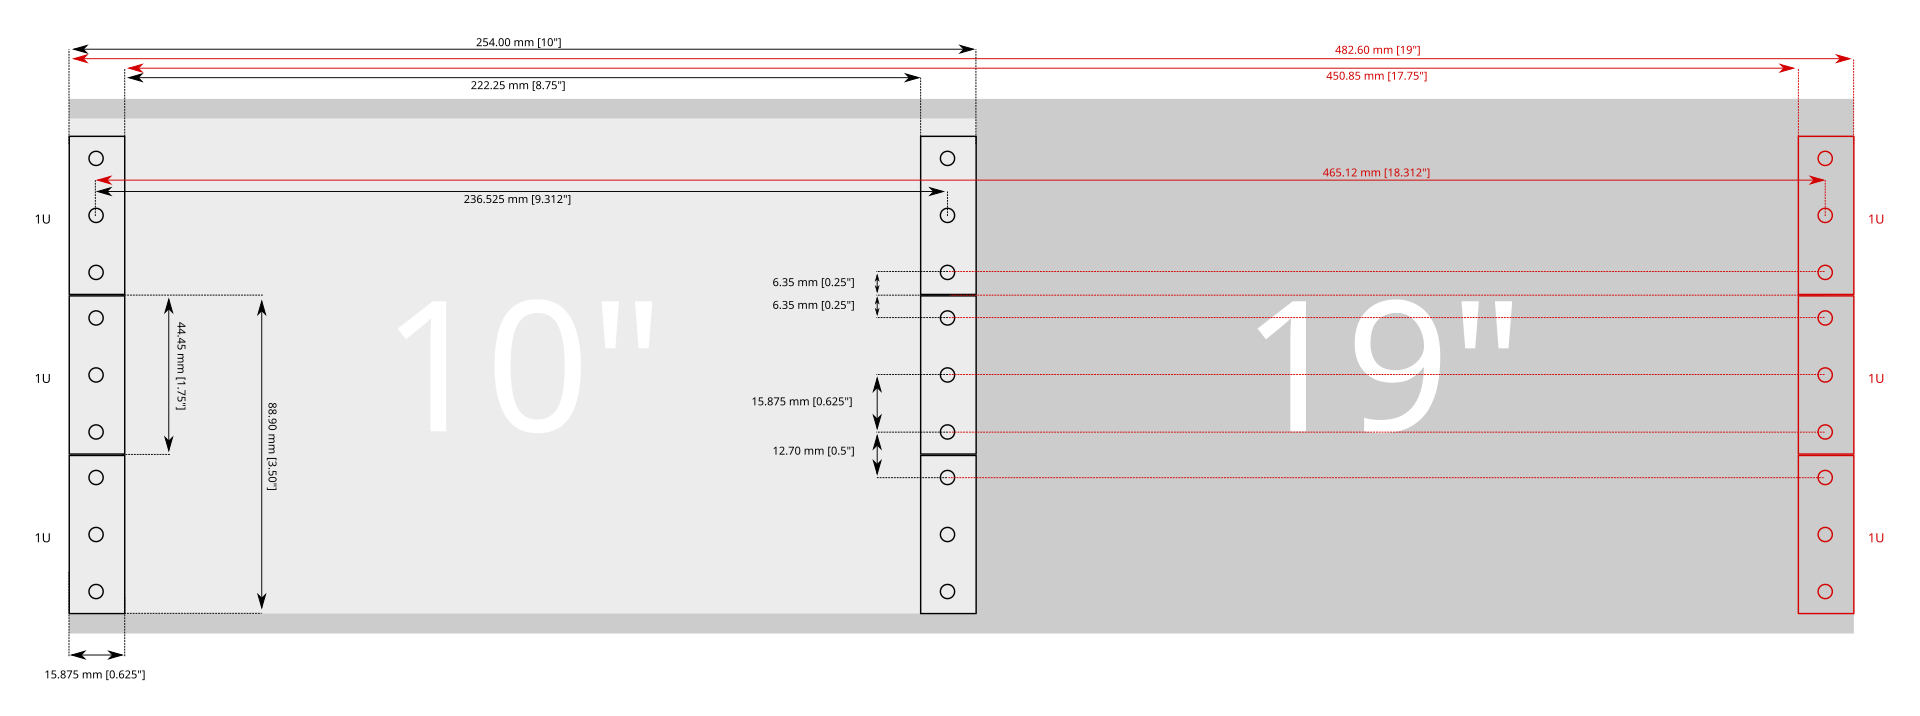 254.00 mm [10"]
482.60 mm [19"]
450.85 mm [17.75"]
222.25 mm [8.75"]
465.12 mm [18.312"]
236.525 mm [9.312"]
1U
1U
6.35 mm [0.25"]
6.35 mm [0.25"]
44.45 mm [1.75"]
88.90 mm [3.50"]
10"
19"
1U
1U
15.875 mm [0.625"]
12.70 mm [0.5"]
1U
1U
15.875 mm [0.625"]